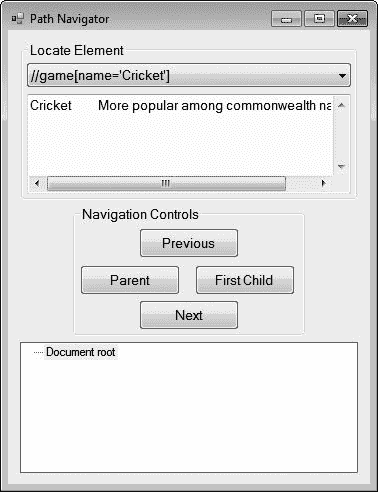 Path Navigator
Locate Element
//game[name='Cricket']
Cricket More popular among commonwealth na
Navigation Controls
Previous
Parent First Child
Next
Document root